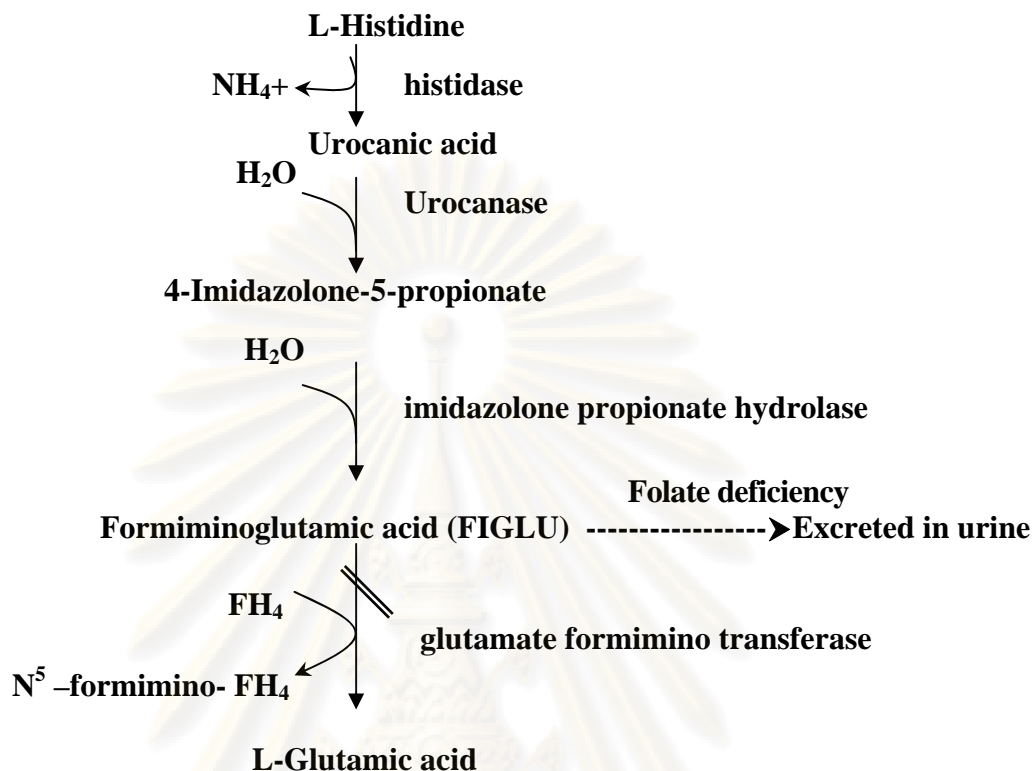 L-Histidine
NH₄+ histidase
Urocanic acid
H₂O
Urocanase
4-Imidazolone-5-propionate
H₂O
imidazolone propionate hydrolase
Folate deficiency
Formiminoglutamic acid (FIGLU) Excreted in urine
FH₄
glutamate formimino transferase
N⁵ –formimino- FH₄
L-Glutamic acid